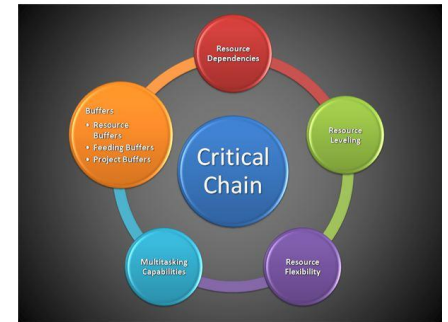 Resource
Dependencies
Resource
Leveling
Resource
Flexibility
Multitasking
Capabilities
Buffers
• Resource
Buffers
• Feeding Buffers
• Project Buffers
Critical
Chain